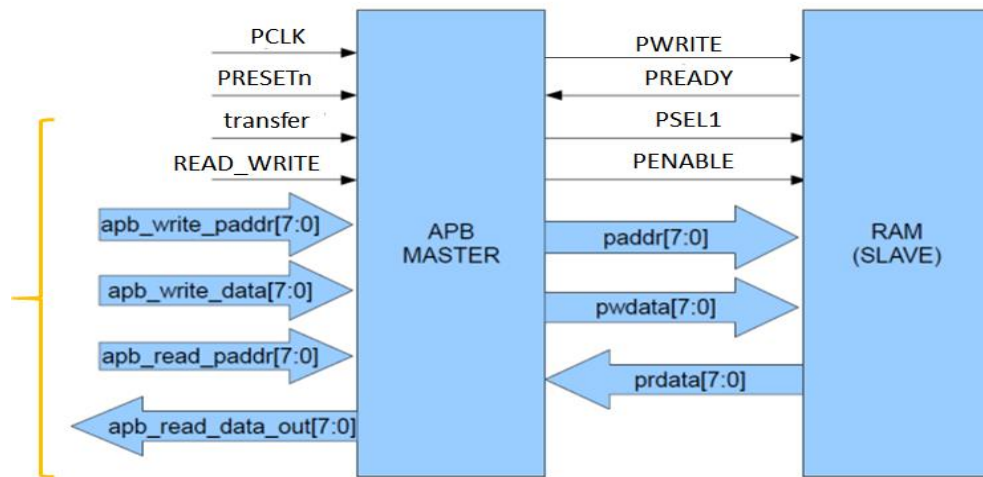 PCLK
PRESETn
transfer
READ_WRITE
apb_write_paddr[7:0]
apb_write_data[7:0]
apb_read_paddr[7:0]
apb_read_data_out[7:0]
APB
MASTER
PWRITE
PREADY
PSEL1
PENABLE
paddr[7:0]
pwdata[7:0]
prdata[7:0]
RAM
(SLAVE)